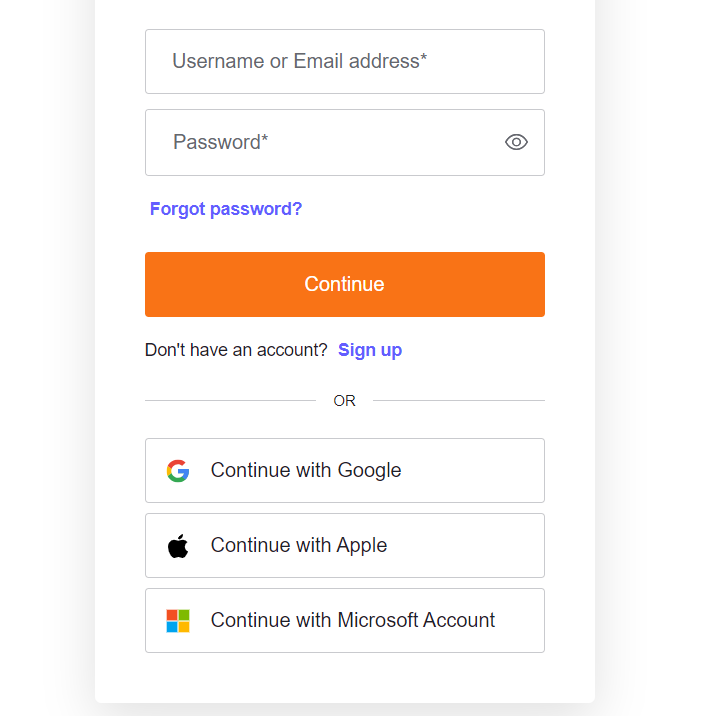 Username or Email address*
Password*
Forgot password?
Continue
Don't have an account? Sign up
OR
Continue with Google
Continue with Apple
Continue with Microsoft Account